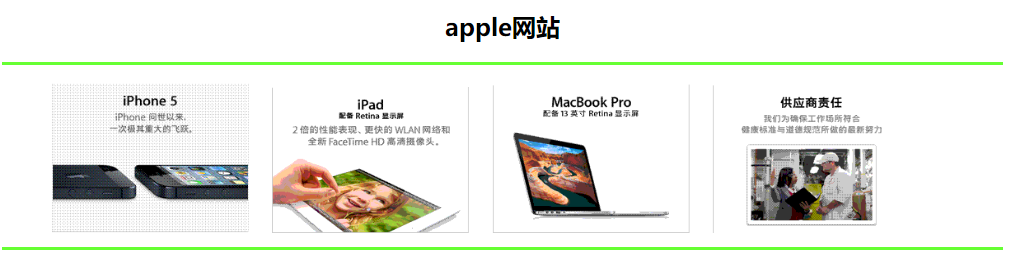 apple网站
iPhone 5
iPhone 问世以来，
一次极其重大的飞跃。
iPad
配备 Retina 显示屏
2 倍的性能表现、更快的 WLAN 网络和
全新 FaceTime HD 高清摄像头。
MacBook Pro
配备 13 英寸 Retina 显示屏
供应商责任
我们为确保工作场所符合
健康标准与道德规范所做的最新努力